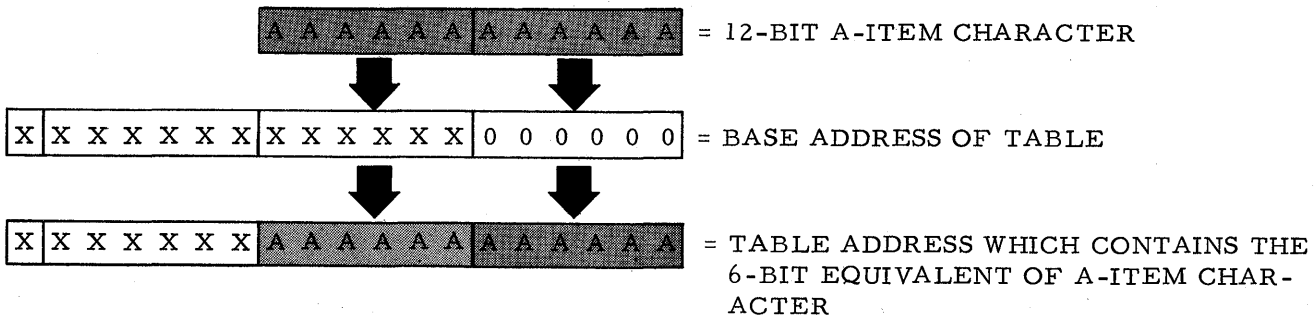 A A A A A A A A A A A A = 12-BIT A-ITEM CHARACTER
X X X X X X X X X X X X X 0 0 0 0 0 0 = BASE ADDRESS OF TABLE
X X X X X X X A A A A A A A A A A A A = TABLE ADDRESS WHICH CONTAINS THE
6-BIT EQUIVALENT OF A-ITEM CHAR-
ACTER